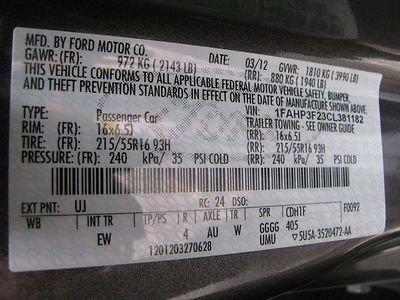 MFD. BY FORD MOTOR CO.
GAWR: (FR): 972 KG (2143 LB) 03/12 GVWR: 1810 KG (3990 LB)
(RR): 880 KG (1940 LB)
THIS VEHICLE CONFORMS TO ALL APPLICABLE FEDERAL MOTOR VEHICLE SAFETY, BUMPER,
AND THEFT PREVENTION STANDARDS IN EFFECT ON THE DATE OF MANUFACTURE SHOWN ABOVE.
VIN: 1FAHP3F23CL381182
TYPE: Passenger Car TRAILER TOWING - SEE OWNER GUIDE
RIM: (FR): 16x6.5J (RR): 16x6.5J
TIRE: (FR): 215/55R16 93H (RR): 215/55R16 93H
PRESSURE: (FR): 240 kPa/ 35 PSI COLD (RR): 240 kPa/ 35 PSI COLD
EXT PNT: UJ RC: 24 DSO: F0092
WB INT TR TP/PS R AXLE TR SPR CDH1F
EW 4 AU W GGGG 405
UMU 5U5A-3520472-AA
1201203270628